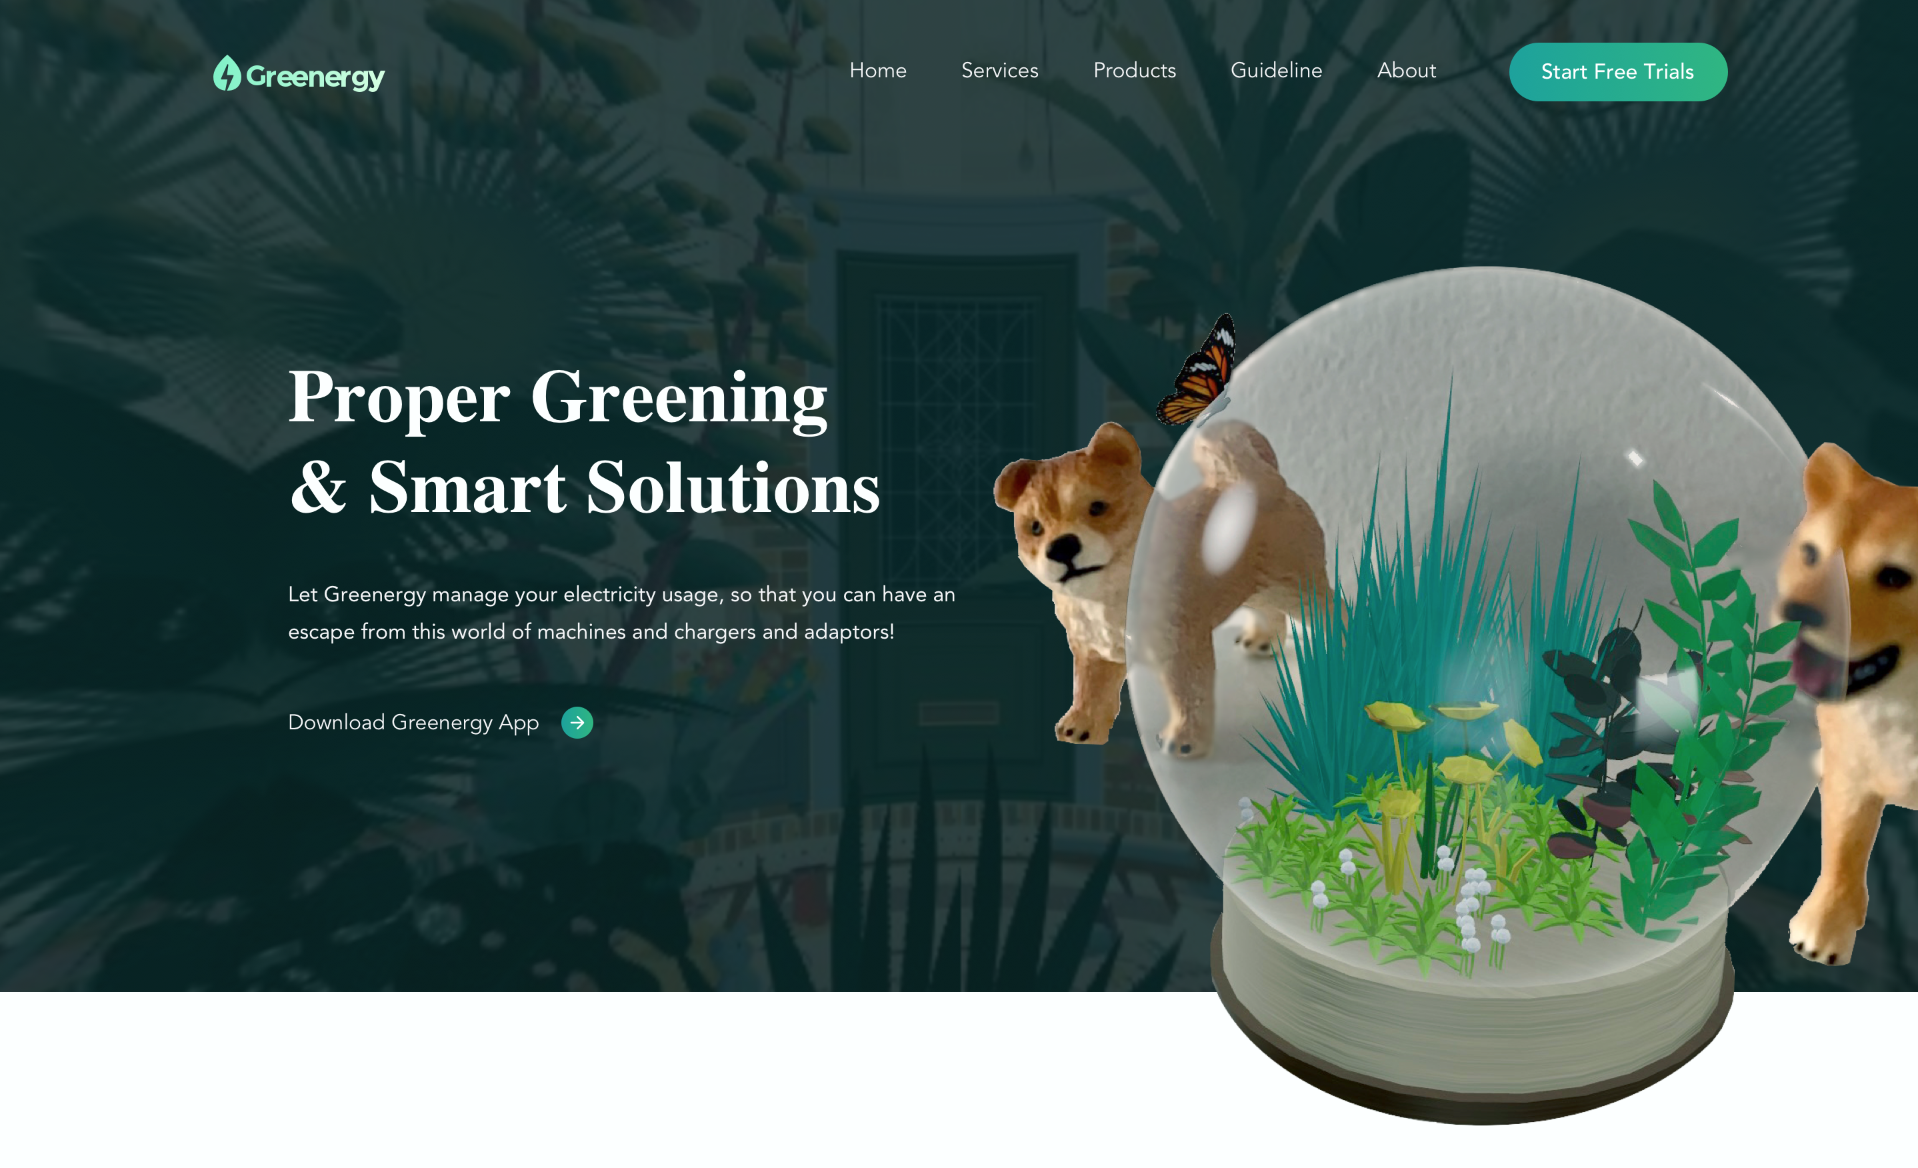 Greenergy
Home
Services
Products
Guideline
About
Start Free Trials
Proper Greening
& Smart Solutions
Let Greenergy manage your electricity usage, so that you can have an
escape from this world of machines and chargers and adaptors!
Download Greenergy App